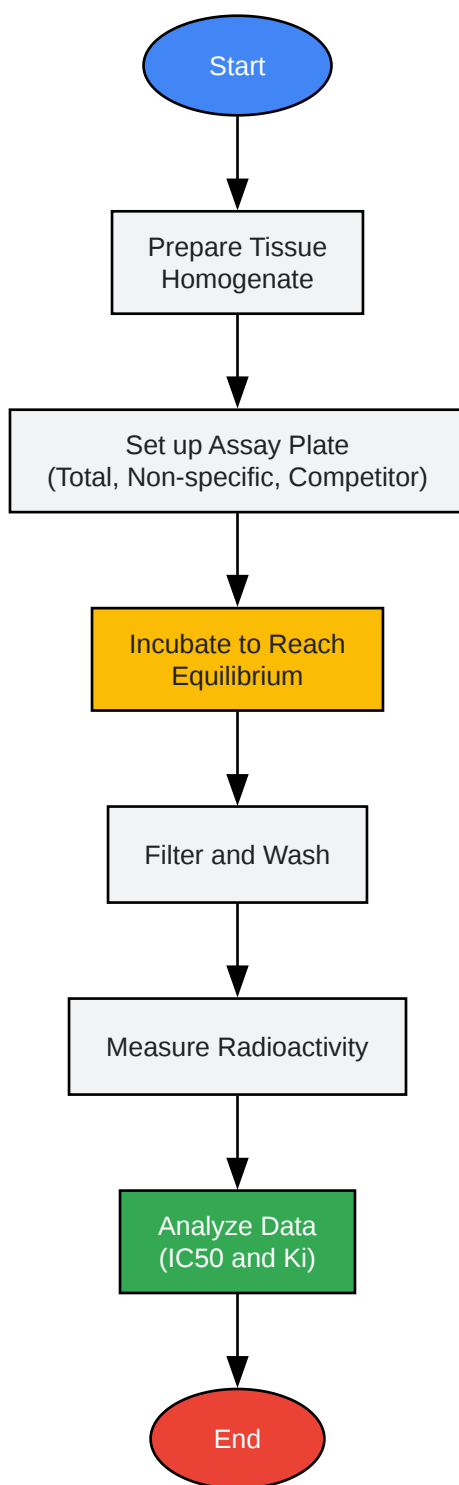 Start
Prepare Tissue
Homogenate
Set up Assay Plate
(Total, Non-specific, Competitor)
Incubate to Reach
Equilibrium
Filter and Wash
Measure Radioactivity
Analyze Data
(IC50 and Ki)
End